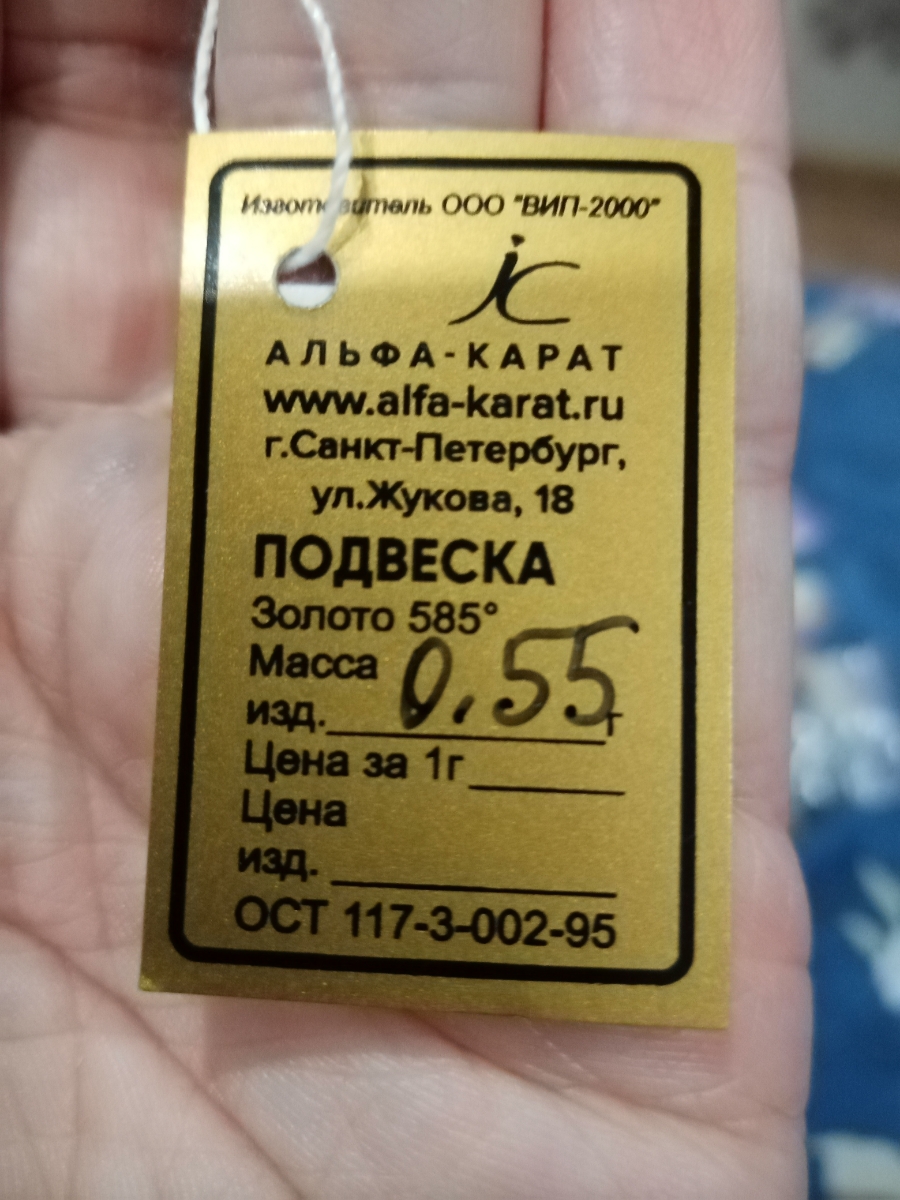 Изготовитель ООО "ВИП-2000"
АЛЬФА-КАРАТ
www.alfa-karat.ru
г.Санкт-Петербург,
ул.Жукова, 18
ПОДВЕСКА
Золото 585°
Масса
изд. 0.55 г
Цена за 1г
Цена
изд.
ОСТ 117-3-002-95